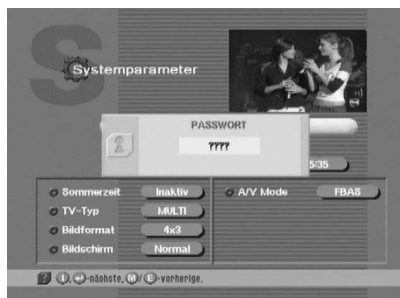 S
Systemparameter
PASSWORT
????
5:35
Sommerzeit Inaktiv A/V Mode FBAS
TV-Typ MULTI
Bildformat 4x3
Bildschirm Normal
-nächste, M/ E-vorherige.